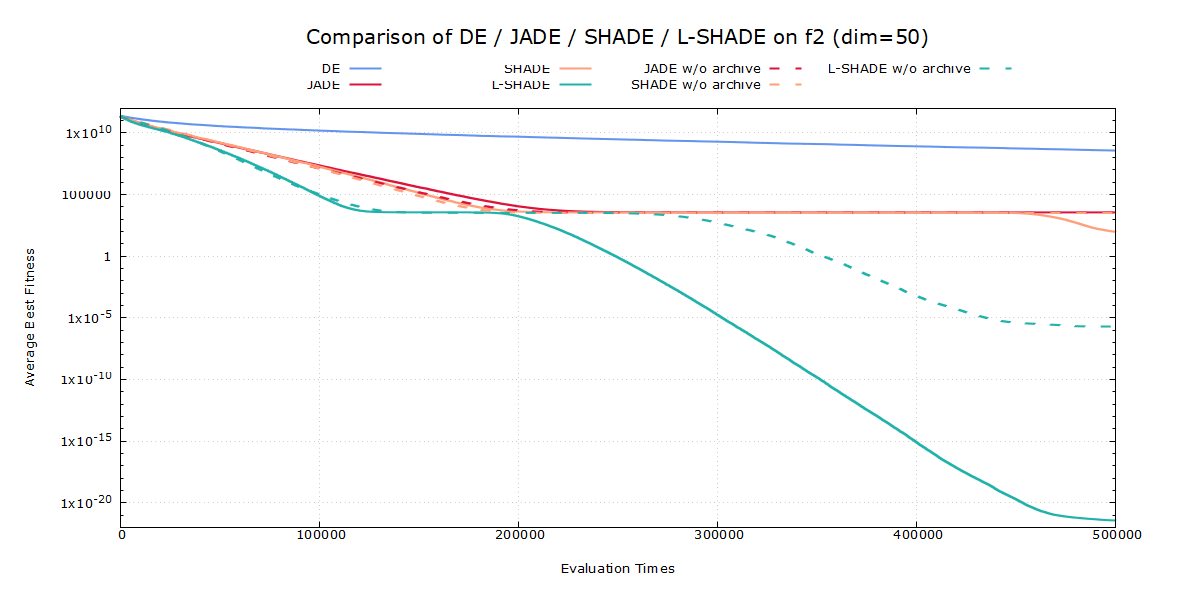 Comparison of DE / JADE / SHADE / L-SHADE on f2 (dim=50)
DE SHADE JADE w/o archive L-SHADE w/o archive
JADE L-SHADE SHADE w/o archive
1x10^10
100000
1
1x10^-5
1x10^-10
1x10^-15
1x10^-20
Average Best Fitness
0 100000 200000 300000 400000 500000
Evaluation Times